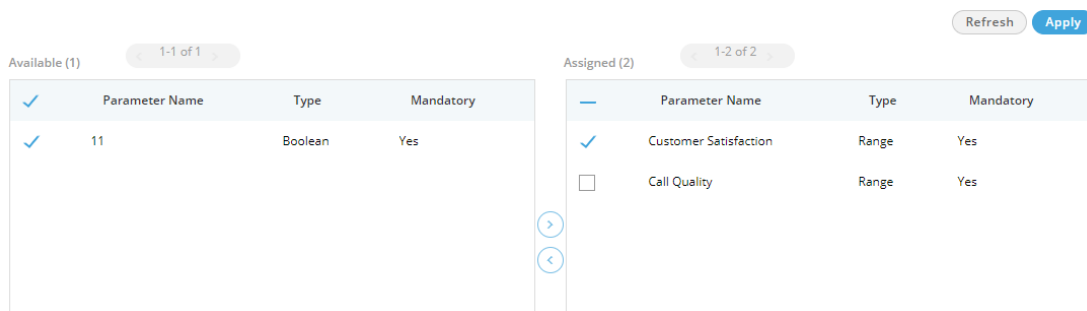 Refresh Apply
Available (1) 1-1 of 1 Assigned (2) 1-2 of 2
Parameter Name Type Mandatory Parameter Name Type Mandatory
11 Boolean Yes Customer Satisfaction Range Yes
Call Quality Range Yes